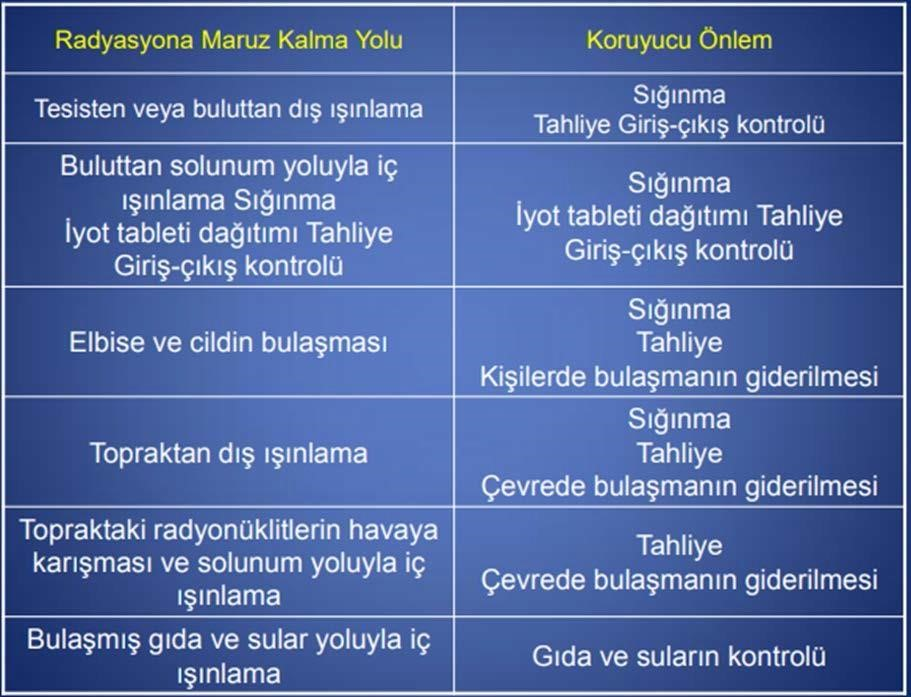 Radyasyona Maruz Kalma Yolu
Koruyucu Önlem
Tesisten veya buluttan dış ışınlama
Sığınma
Tahliye Giriş-çıkış kontrolü
Buluttan solunum yoluyla iç
ışınlama Sığınma
İyot tableti dağıtımı Tahliye
Giriş-çıkış kontrolü
Sığınma
İyot tableti dağıtımı Tahliye
Giriş-çıkış kontrolü
Elbise ve cildin bulaşması
Sığınma
Tahliye
Kişilerde bulaşmanın giderilmesi
Topraktan dış ışınlama
Sığınma
Tahliye
Çevrede bulaşmanın giderilmesi
Topraktaki radyonüklitlerin havaya
karışması ve solunum yoluyla iç
ışınlama
Tahliye
Çevrede bulaşmanın giderilmesi
Bulaşmış gıda ve sular yoluyla iç
ışınlama
Gıda ve suların kontrolü